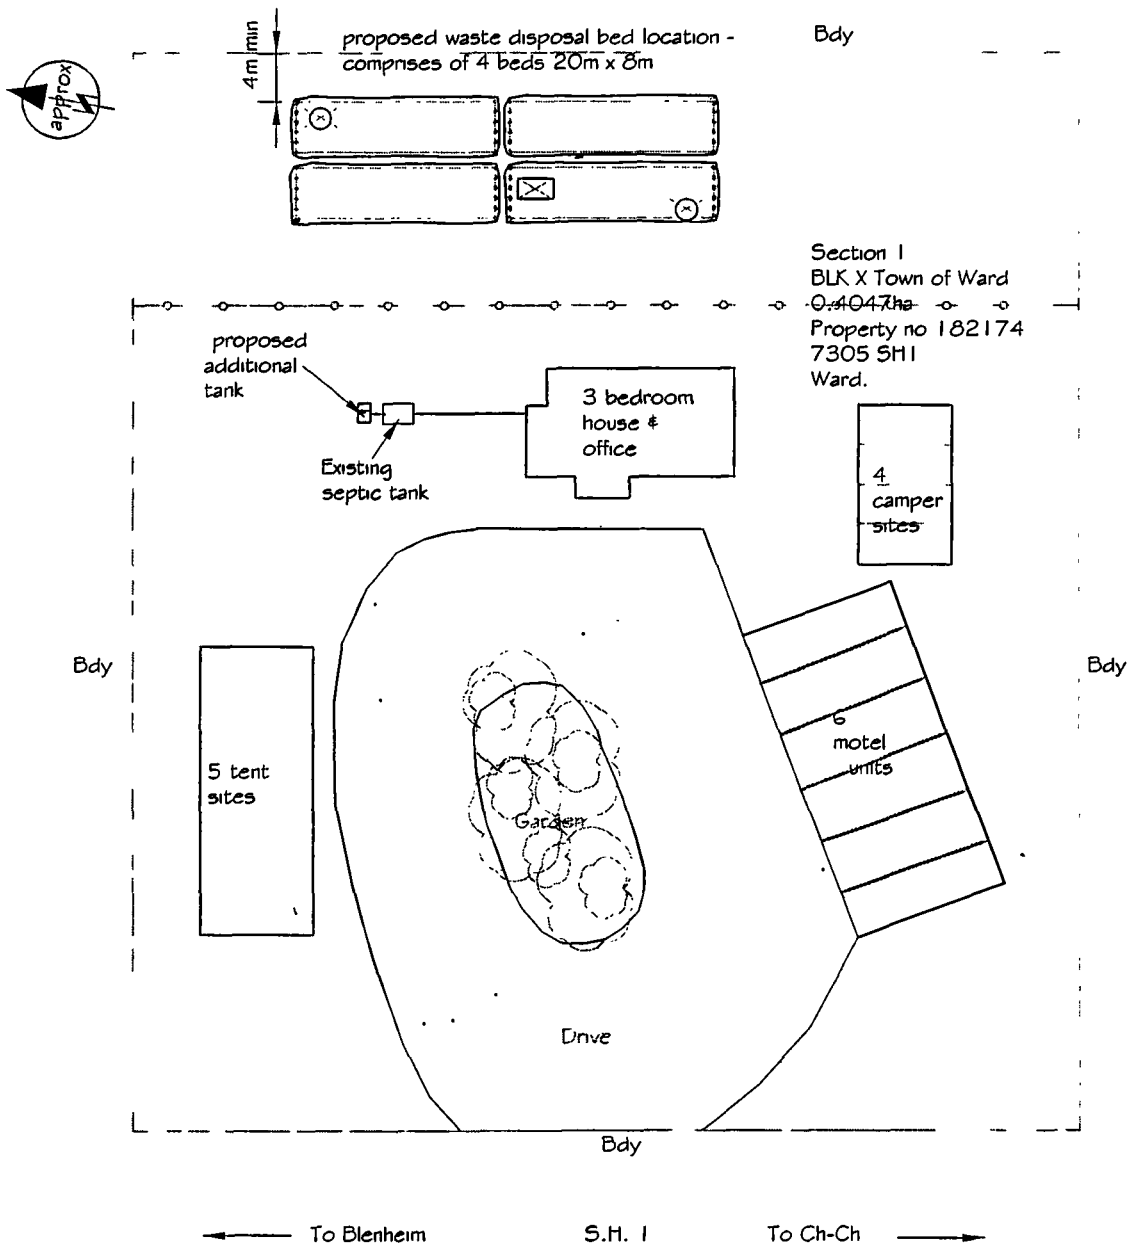 proposed waste disposal bed location -
comprises of 4 beds 20m x 8m
Bdy
4m min
approx
Section 1
BLK X Town of Ward
0.4047ha
Property no 182174
7305 SH1
Ward.
proposed
additional
tank
Existing
septic tank
3 bedroom
house &
office
4
camper
sites
Bdy
Bdy
5 tent
sites
6
motel
units
Garden
Drive
Bdy
To Blenheim
S.H. 1
To Ch-Ch